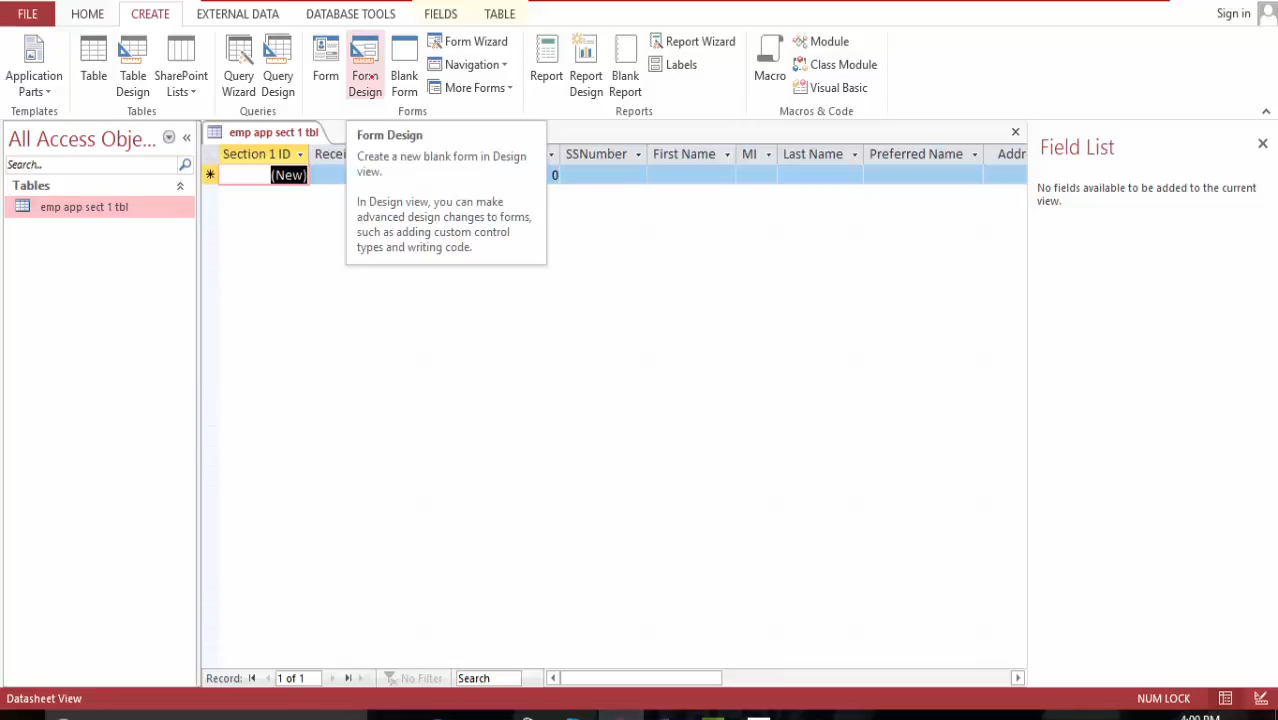 FILE HOME CREATE EXTERNAL DATA DATABASE TOOLS FIELDS TABLE Sign in
Application Parts
Table
Table Design
SharePoint Lists
Query Wizard
Query Design
Form
Form Design
Blank Form
Form Wizard
Navigation
More Forms
Report
Report Design
Blank Report
Report Wizard
Labels
Macro
Module
Class Module
Visual Basic
Templates Tables Queries Forms Reports Macros & Code
All Access Obje...
Search..
Tables
emp app sect 1 tbl
emp app sect 1 tbl
Section 1 ID Recei SSNumber First Name MI Last Name Preferred Name Addr
(New) 0
Form Design
Create a new blank form in Design
view.
In Design view, you can make
advanced design changes to forms,
such as adding custom control
types and writing code.
Field List
No fields available to be added to the current
view.
Record: 1 of 1 No Filter Search
Datasheet View NUM LOCK
4:00 PM